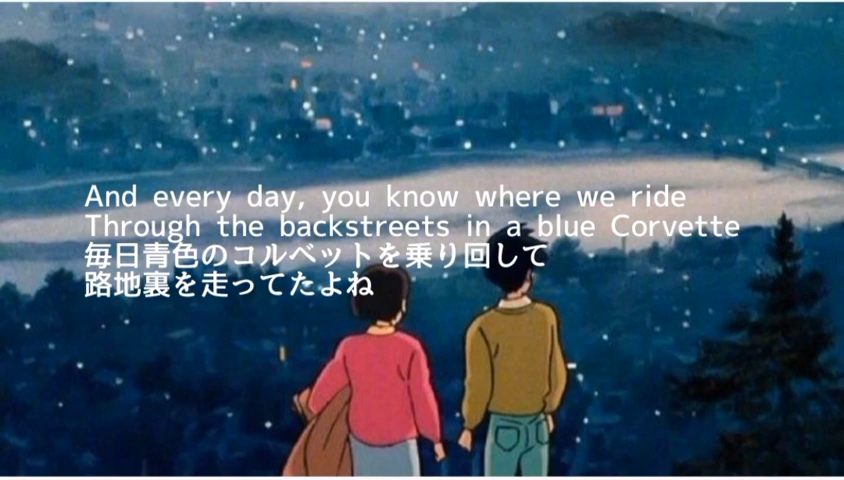 And every day, you know where we ride
Through the backstreets in a blue Corvette
毎日青色のコルベットを乗り回して
路地裏を走ってたよね